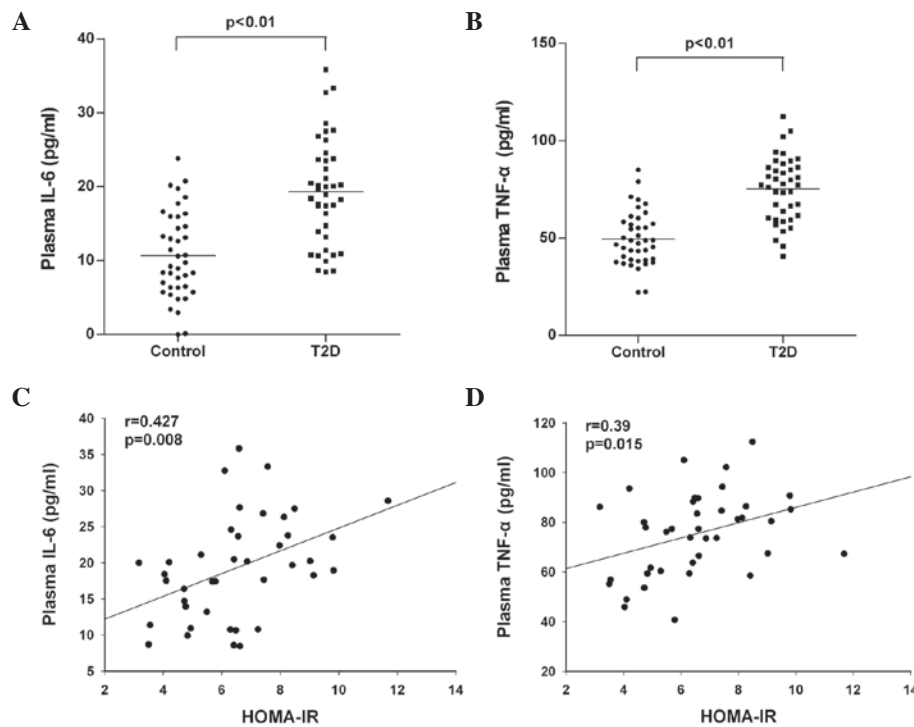 A
p<0.01
40
30
20
10
0
Plasma IL-6 (pg/ml)
Control T2D
B
p<0.01
150
100
50
0
Plasma TNF-α (pg/ml)
Control T2D
C
r=0.427
p=0.008
40
35
30
25
20
15
10
5
Plasma IL-6 (pg/ml)
2 4 6 8 10 12 14
HOMA-IR
D
r=0.39
p=0.015
120
100
80
60
40
20
Plasma TNF-α (pg/ml)
2 4 6 8 10 12 14
HOMA-IR